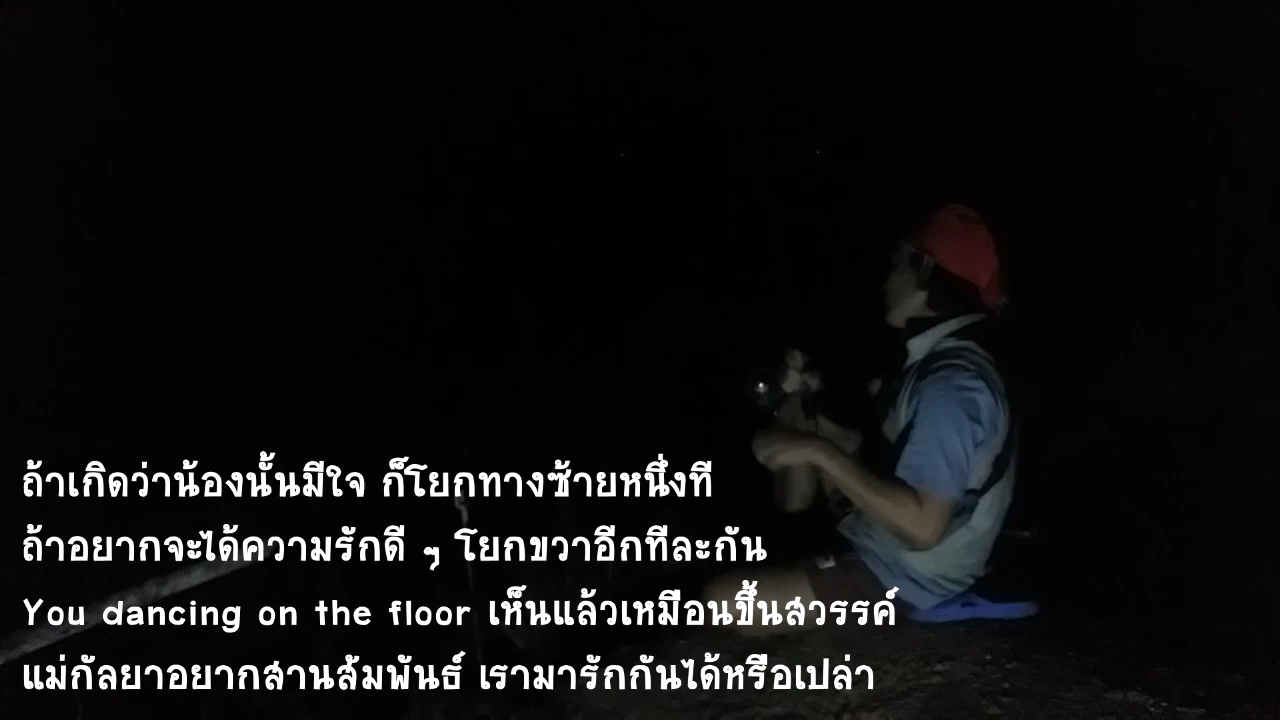 ถ้าเกิดว่าน้องนั้นมีใจ ก็โยกทางซ้ายหนึ่งที
ถ้าอยากจะได้ความรักดี ๆ โยกขวาอีกทีละกัน
You dancing on the floor เห็นแล้วเหมือนขึ้นสวรรค์
แม่กัลยาอยากสานสัมพันธ์ เรามารักกันได้หรือเปล่า